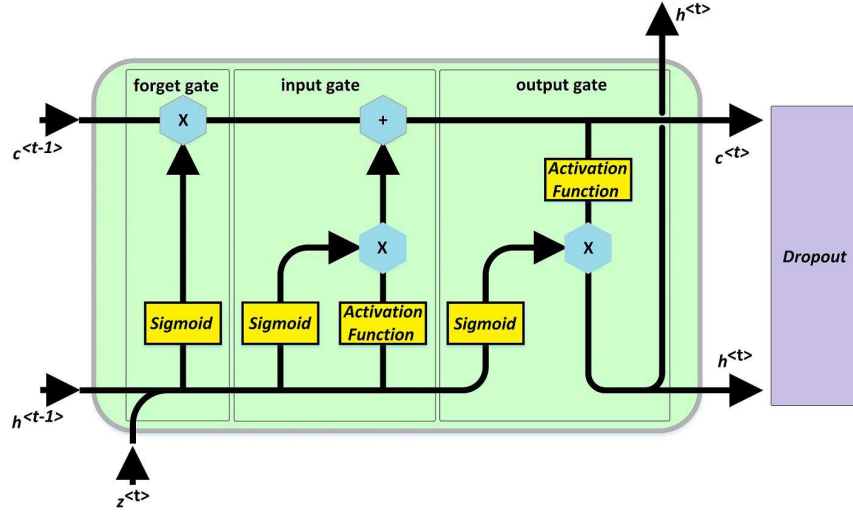 h<t>
forget gate
input gate
output gate
X
+
c<t-1>
c<t>
Activation
Function
X
X
Dropout
Sigmoid
Sigmoid
Activation
Function
Sigmoid
h<t>
h<t-1>
z<t>